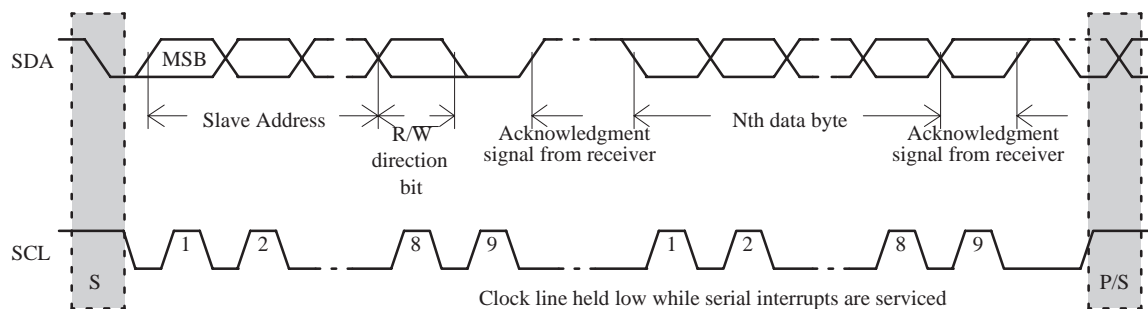 SDA
MSB
Slave Address
R/W
direction
bit
Acknowledgment
signal from receiver
Nth data byte
Acknowledgment
signal from receiver
SCL
1
2
8
9
1
2
8
9
S
P/S
Clock line held low while serial interrupts are serviced